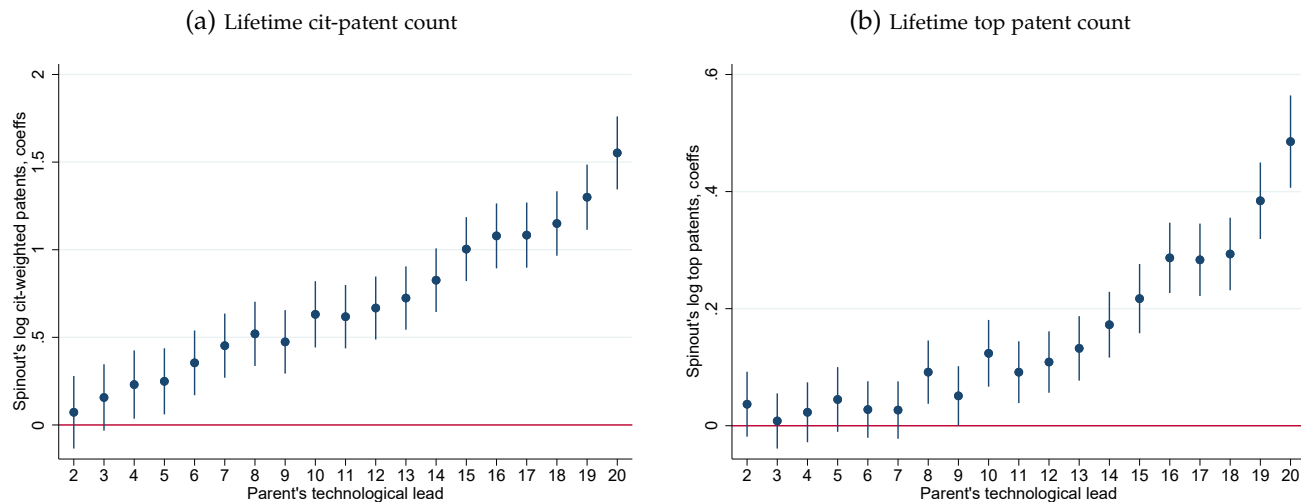 (a) Lifetime cit-patent count
Spinout's log cit-weighted patents, coeffs
2
1.5
1
.5
0
2 3 4 5 6 7 8 9 10 11 12 13 14 15 16 17 18 19 20
Parent's technological lead
(b) Lifetime top patent count
Spinout's log top patents, coeffs
.6
.4
.2
0
2 3 4 5 6 7 8 9 10 11 12 13 14 15 16 17 18 19 20
Parent's technological lead